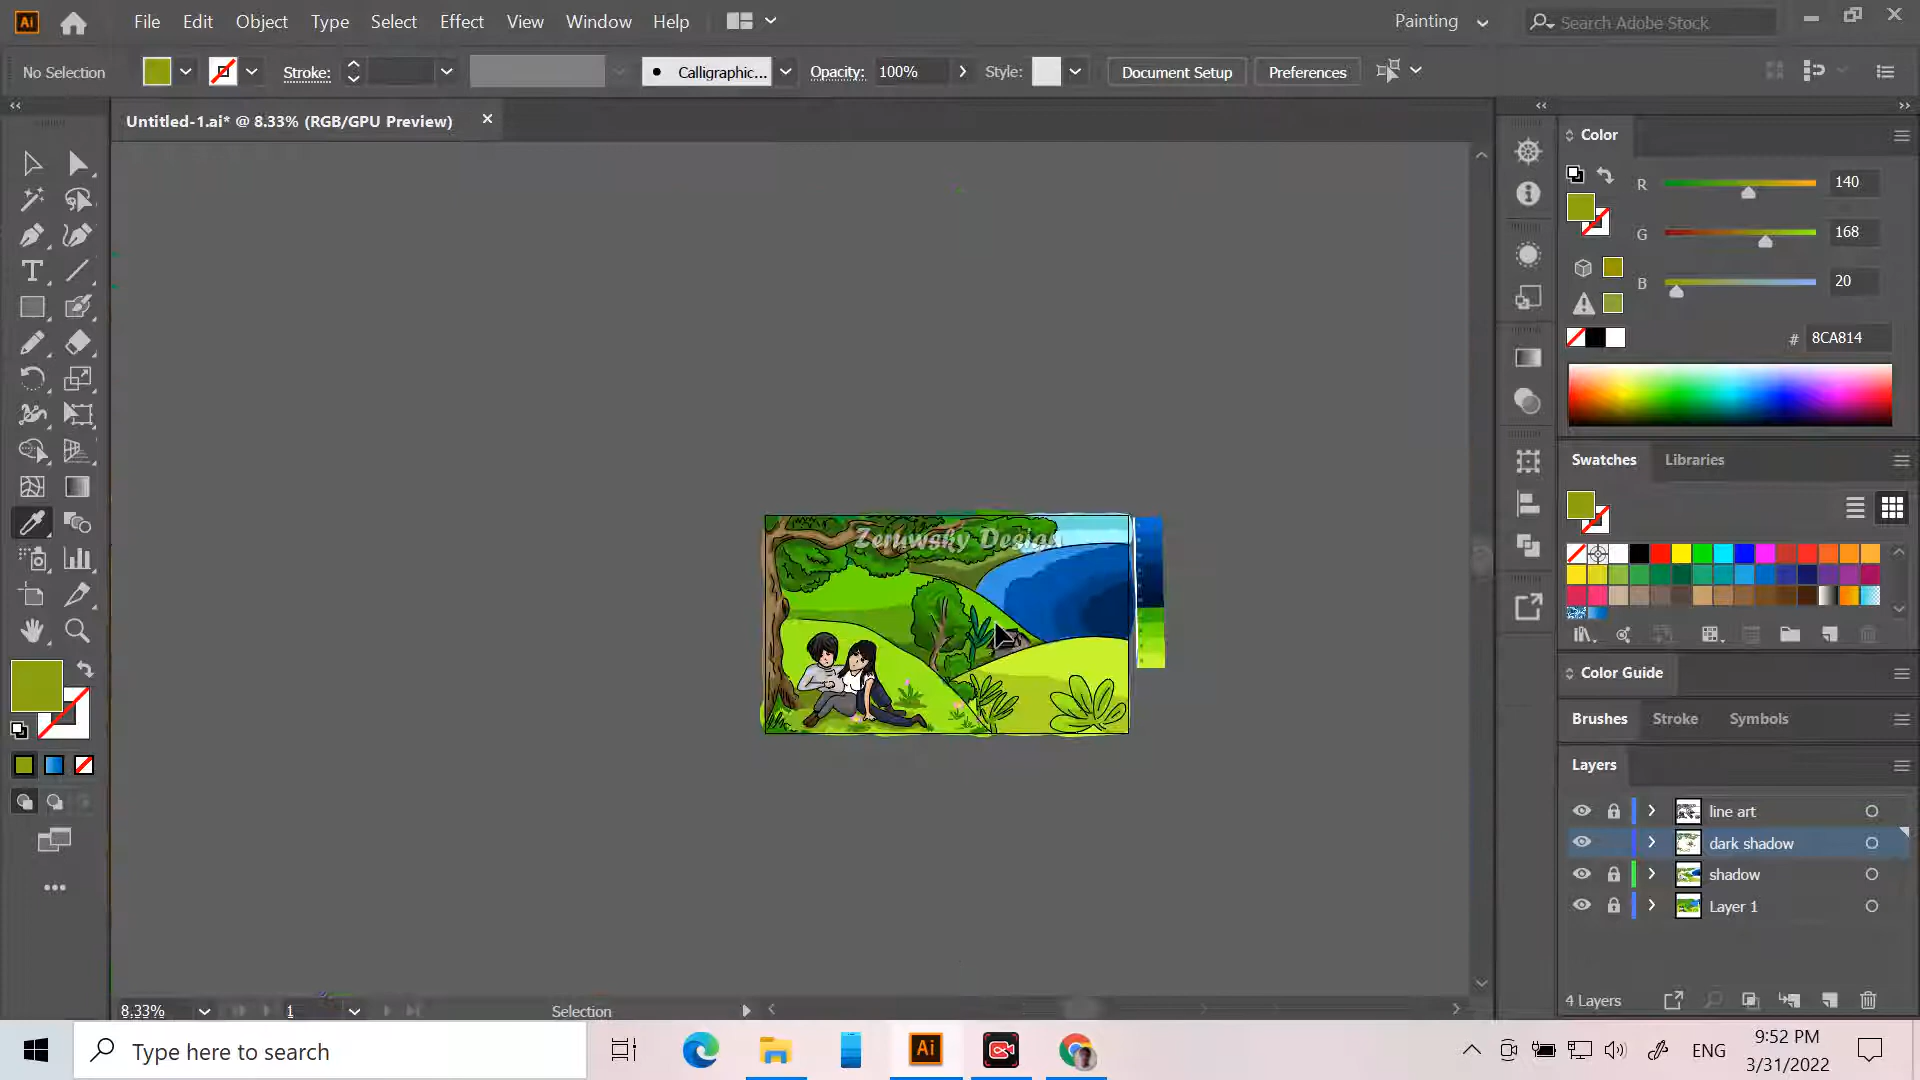 File Edit Object Type Select Effect View Window Help
Painting
Search Adobe Stock
No Selection
Stroke:
Calligraphic...
Opacity: 100%
Style:
Document Setup
Preferences
Untitled-1.ai* @ 8.33% (RGB/GPU Preview)
Color
R 140
G 168
B 20
# 8CA814
Swatches Libraries
Zemwsky Design
Color Guide
Brushes Stroke Symbols
Layers
line art
dark shadow
shadow
Layer 1
4 Layers
8.33%
1
Selection
Type here to search
Ai
ENG
9:52 PM
3/31/2022